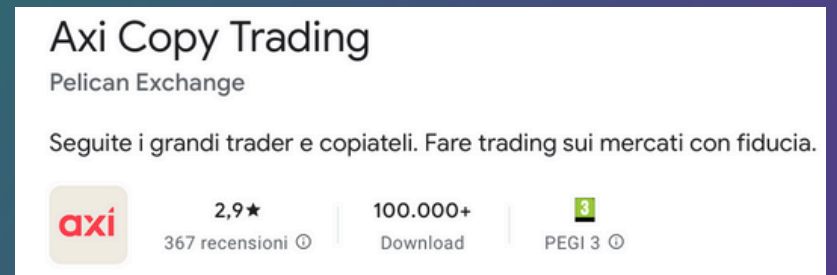 Axi Copy Trading
Pelican Exchange
Seguite i grandi trader e copiateli. Fare trading sui mercati con fiducia.
axi
2,9★
367 recensioni ⓘ
100.000+
Download
3
PEGI 3 ⓘ